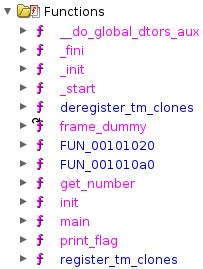 Functions
__do_global_dtors_aux
_fini
_init
_start
deregister_tm_clones
frame_dummy
FUN_00101020
FUN_001010a0
get_number
init
main
print_flag
register_tm_clones